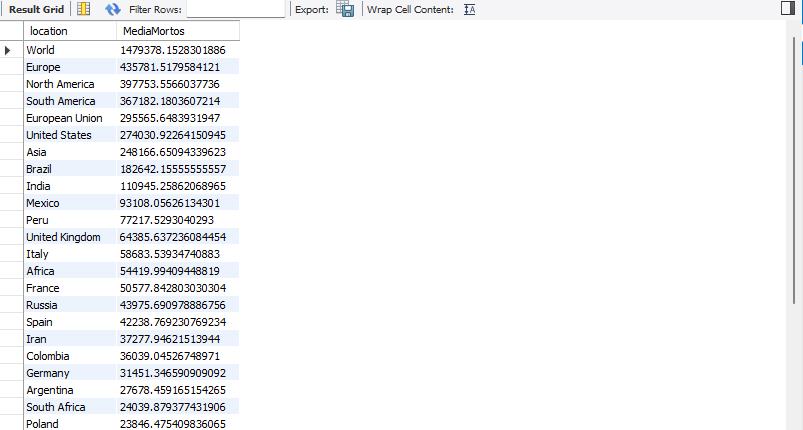 Result Grid Filter Rows: Export: Wrap Cell Content:
location MediaMortos
World 1479378.1528301886
Europe 435781.5179584121
North America 397753.5566037736
South America 367182.1803607214
European Union 295565.6483931947
United States 274030.92264150945
Asia 248166.65094339623
Brazil 182642.15555555557
India 110945.25862068965
Mexico 93108.05626134301
Peru 77217.5293040293
United Kingdom 64385.637236084454
Italy 58683.53934740883
Africa 54419.99409448819
France 50577.842803030304
Russia 43975.690978886756
Spain 42238.769230769234
Iran 37277.94621513944
Colombia 36039.04526748971
Germany 31451.346590909092
Argentina 27678.459165154265
South Africa 24039.879377431906
Poland 23846.475409836065